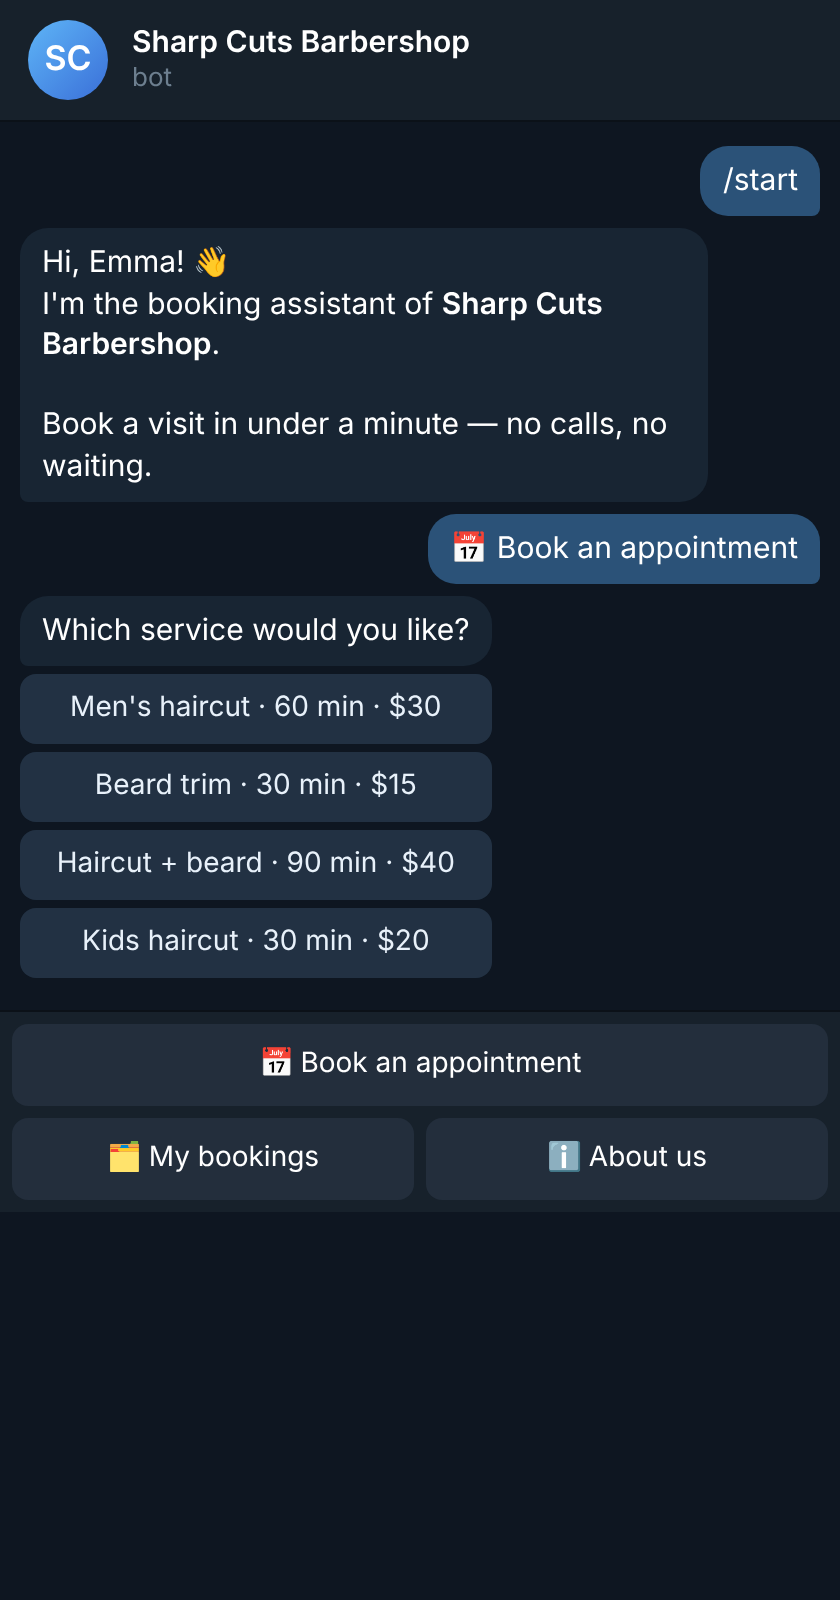 SC
Sharp Cuts Barbershop
bot
/start
Hi, Emma! 👋
I'm the booking assistant of Sharp Cuts
Barbershop.
Book a visit in under a minute — no calls, no
waiting.
📅 Book an appointment
Which service would you like?
Men's haircut · 60 min · $30
Beard trim · 30 min · $15
Haircut + beard · 90 min · $40
Kids haircut · 30 min · $20
📅 Book an appointment
🗂️ My bookings
ℹ️ About us